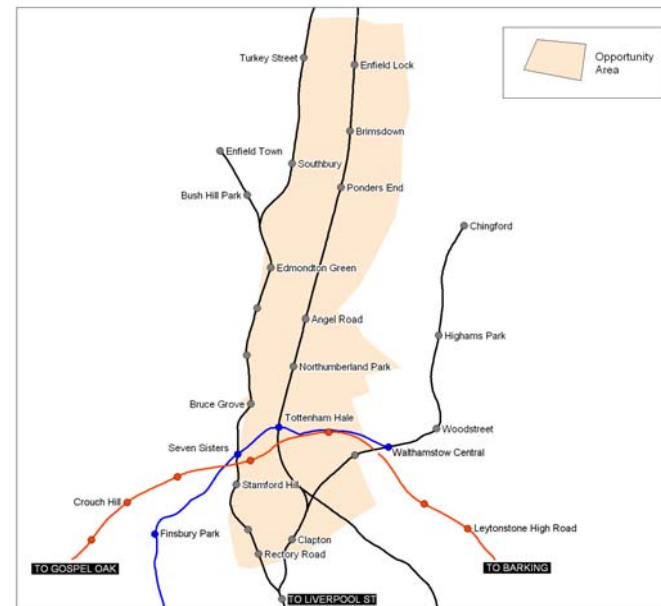 Turkey Street
Enfield Lock
Opportunity
Area
Brimsdown
Enfield Town
Southbury
Bush Hill Park
Ponders End
Chingford
Edmondton Green
Angel Road
Highams Park
Northumberland Park
Bruce Grove
Tottenham Hale
Woodstreet
Seven Sisters
Walthamstow Central
Stamford Hill
Crouch Hill
Leytonstone High Road
Finsbury Park
Clapton
Rectory Road
TO GOSPEL OAK
TO BARKING
TO LIVERPOOL ST